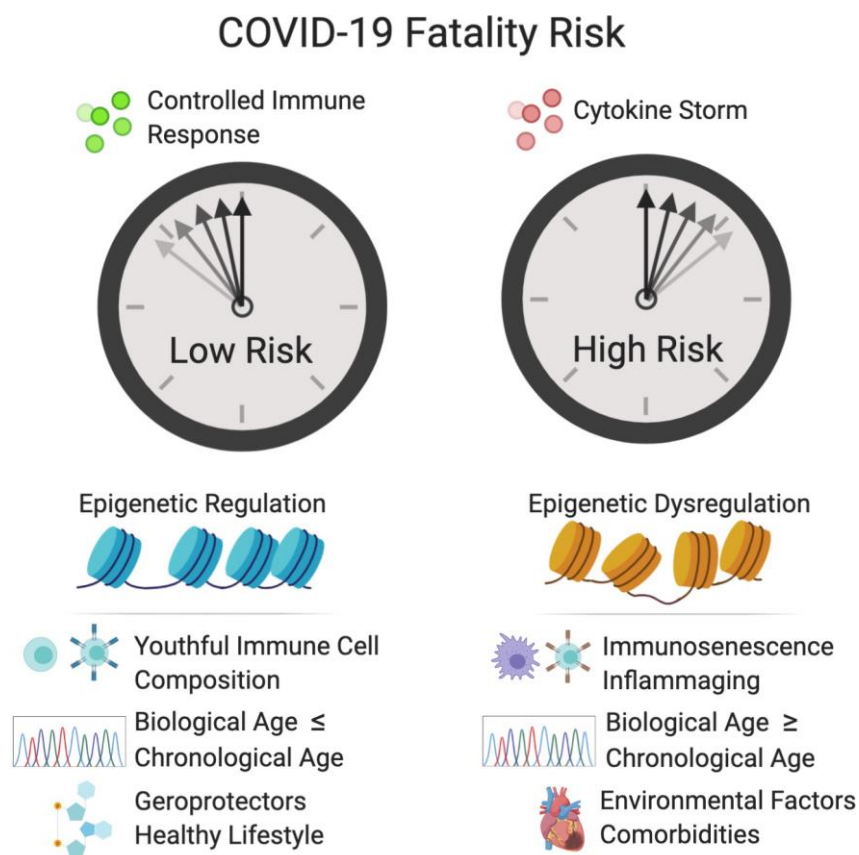 COVID-19 Fatality Risk
Controlled Immune
Response
Low Risk
Epigenetic Regulation
Youthful Immune Cell
Composition
Biological Age ≤
Chronological Age
Geroprotectors
Healthy Lifestyle
Cytokine Storm
High Risk
Epigenetic Dysregulation
Immunosenescence
Inflammaging
Biological Age ≥
Chronological Age
Environmental Factors
Comorbidities